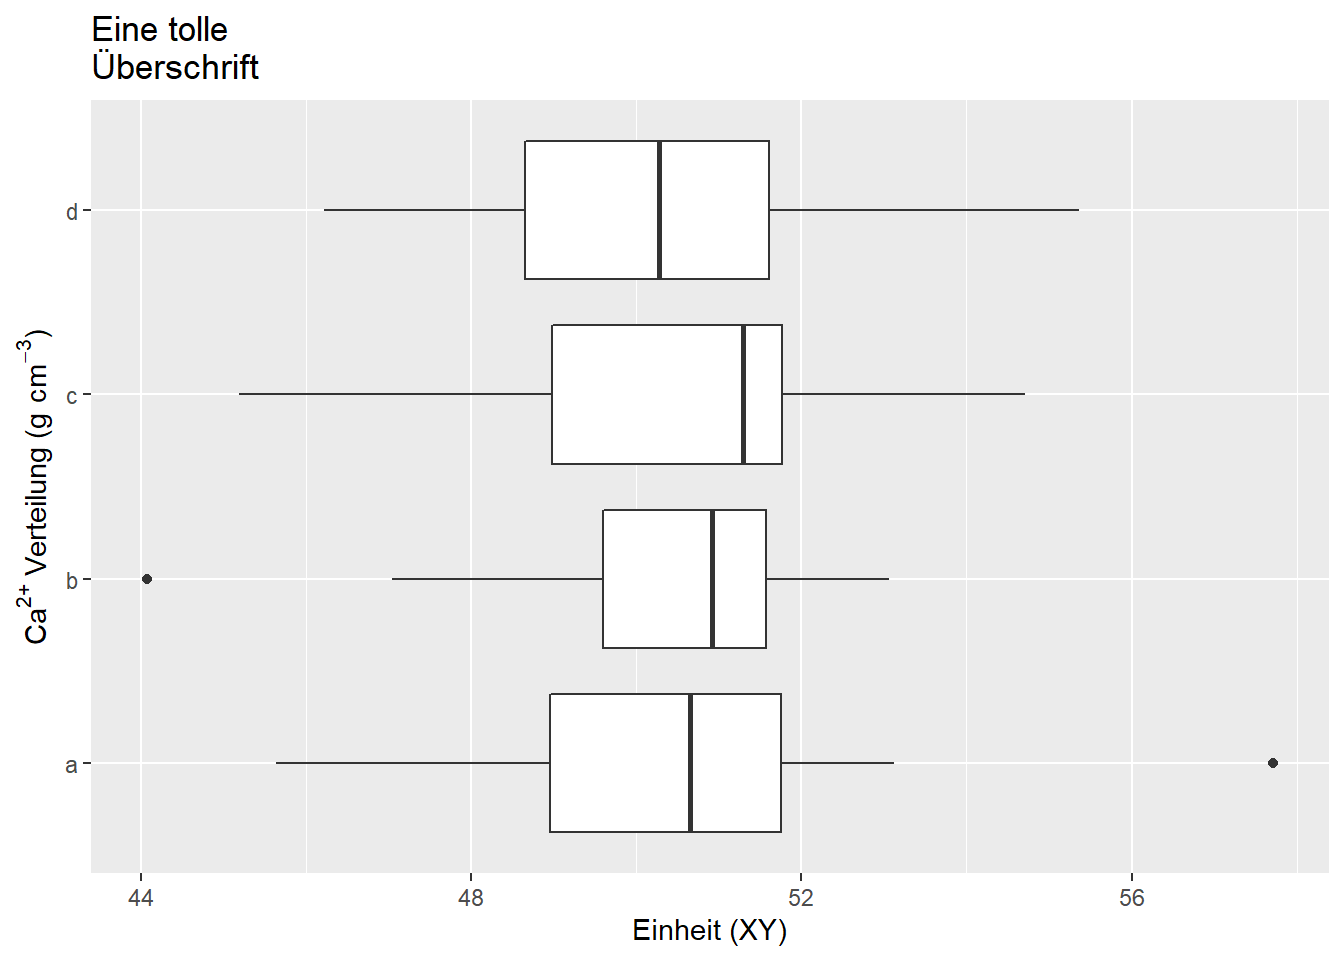 Eine tolle
Überschrift
d
c
b
a
Ca²⁺ Verteilung (g cm⁻³)
44 48 52 56
Einheit (XY)